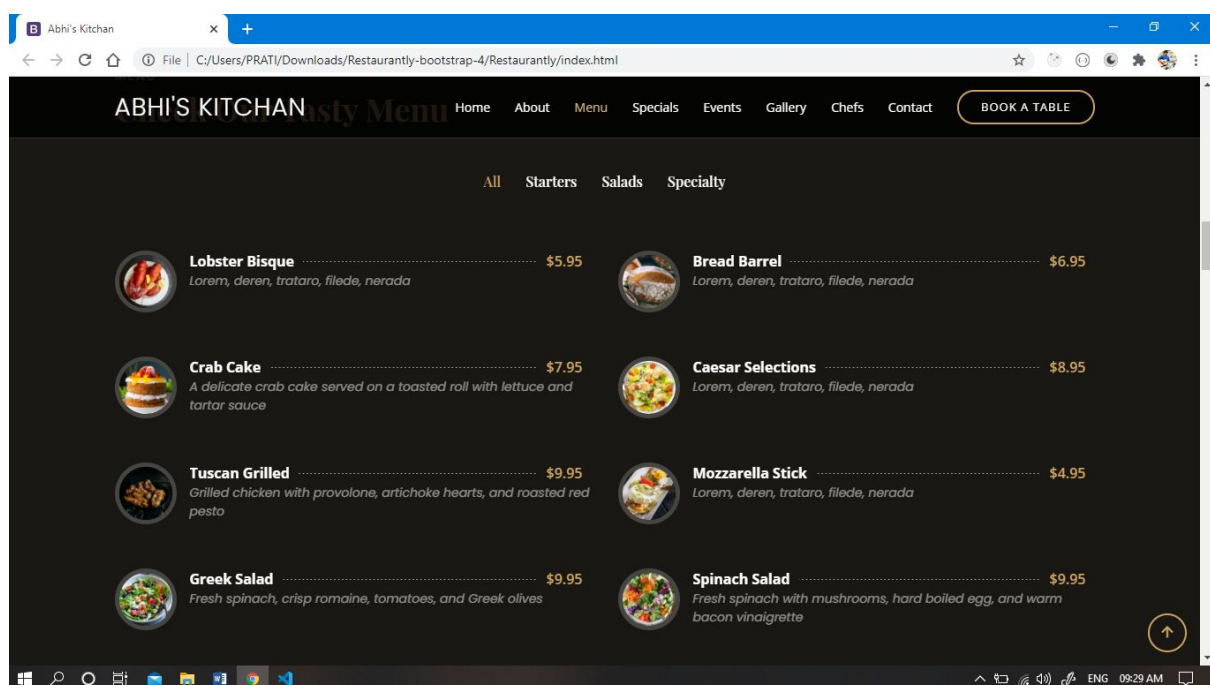 Abhi's Kitchan
File C:/Users/PRATI/Downloads/Restaurantly-bootstrap-4/Restaurantly/index.html
MENU
Check Our Tasty Menu
ABHI'S KITCHAN Home About Menu Specials Events Gallery Chefs Contact BOOK A TABLE
All Starters Salads Specialty
Lobster Bisque $5.95
Lorem, deren, trataro, filede, nerada
Bread Barrel $6.95
Lorem, deren, trataro, filede, nerada
Crab Cake $7.95
A delicate crab cake served on a toasted roll with lettuce and
tartar sauce
Caesar Selections $8.95
Lorem, deren, trataro, filede, nerada
Tuscan Grilled $9.95
Grilled chicken with provolone, artichoke hearts, and roasted red
pesto
Mozzarella Stick $4.95
Lorem, deren, trataro, filede, nerada
Greek Salad $9.95
Fresh spinach, crisp romaine, tomatoes, and Greek olives
Spinach Salad $9.95
Fresh spinach with mushrooms, hard boiled egg, and warm
bacon vinaigrette
ENG 09:29 AM